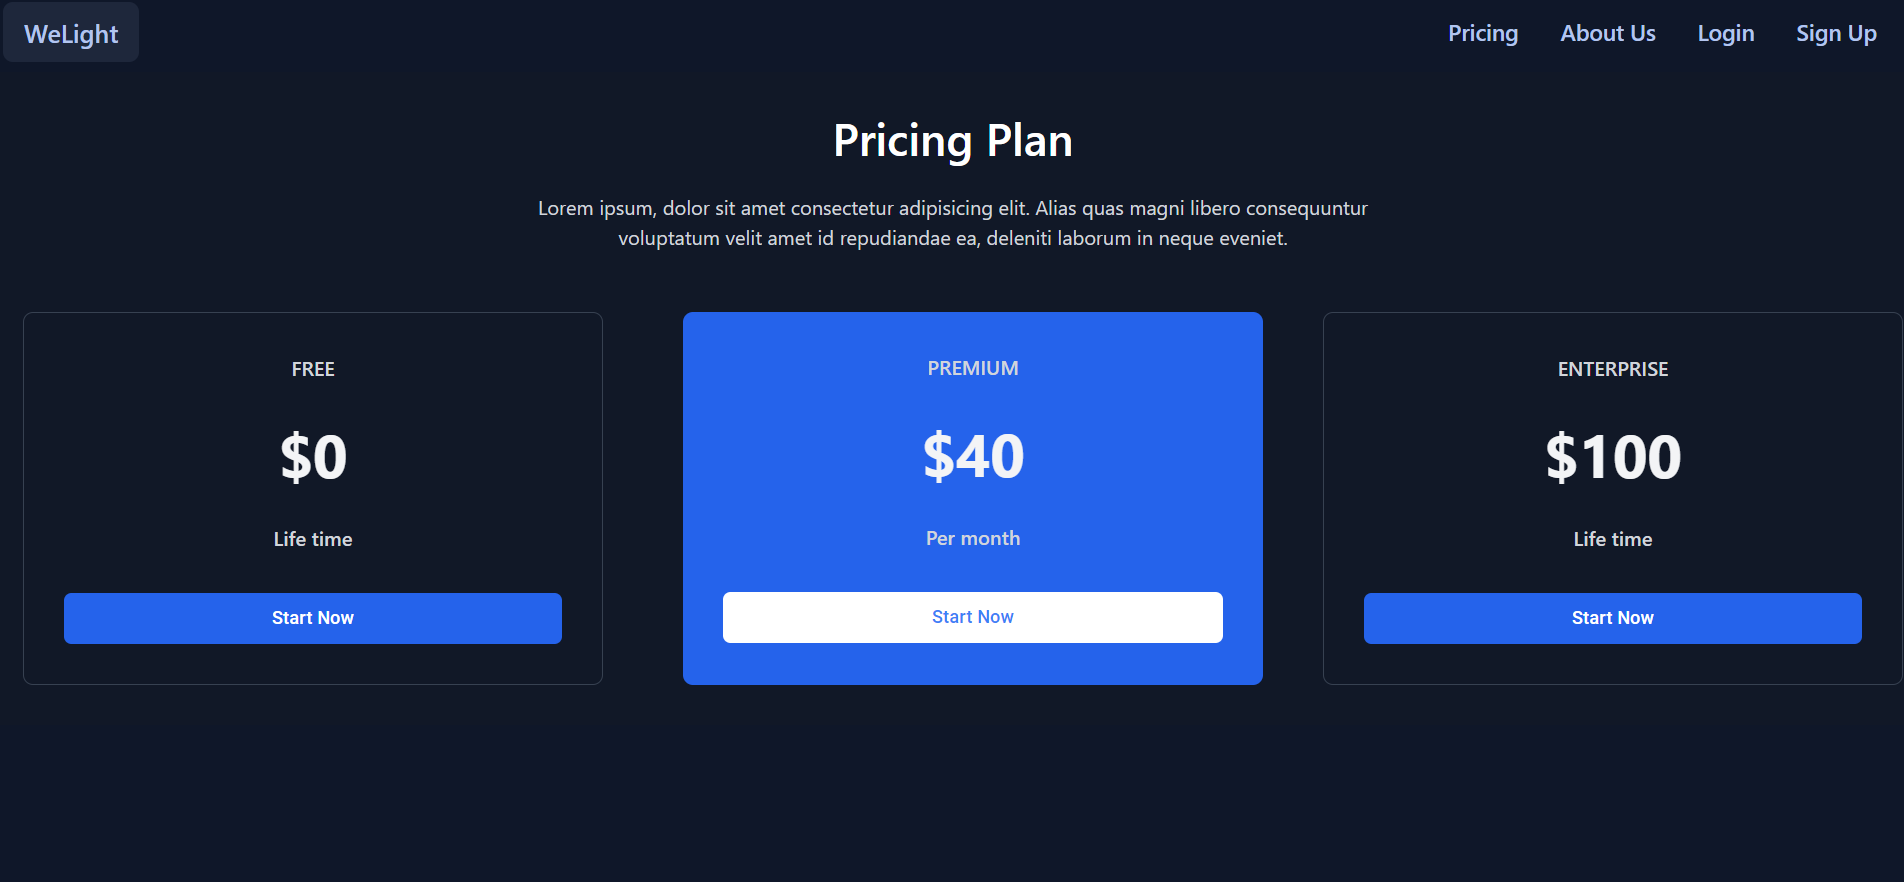 WeLight
Pricing
About Us
Login
Sign Up
Pricing Plan
Lorem ipsum, dolor sit amet consectetur adipisicing elit. Alias quas magni libero consequuntur
voluptatum velit amet id repudiandae ea, deleniti laborum in neque eveniet.
FREE
$0
Life time
Start Now
PREMIUM
$40
Per month
Start Now
ENTERPRISE
$100
Life time
Start Now